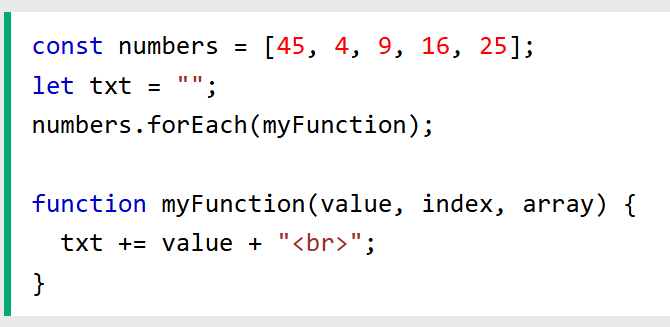 const numbers = [45, 4, 9, 16, 25];
let txt = "";
numbers.forEach(myFunction);

function myFunction(value, index, array) {
  txt += value + "<br>";
}